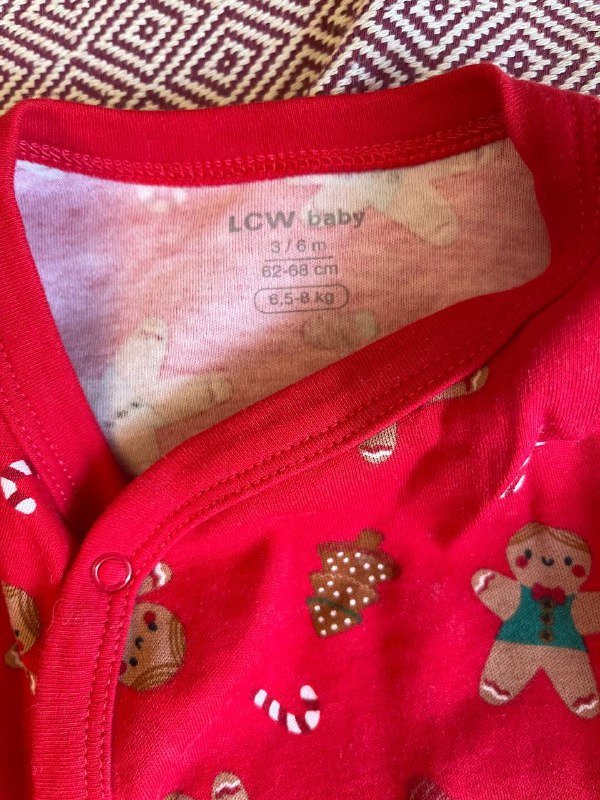 LCW baby
3/6 m
62-68 cm
6,5-8 kg